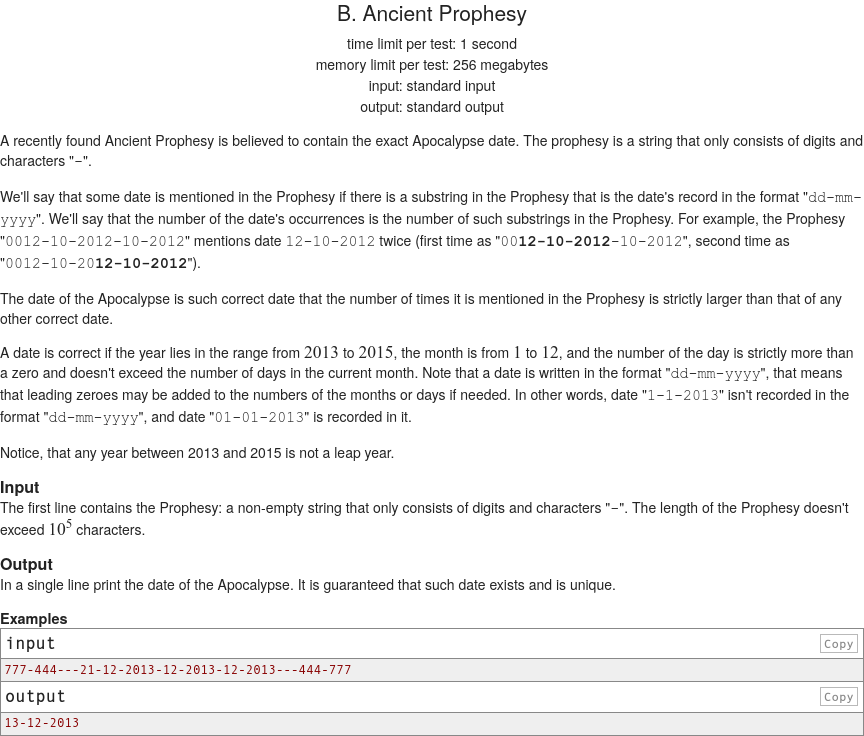 B. Ancient Prophesy
time limit per test: 1 second
memory limit per test: 256 megabytes
input: standard input
output: standard output
A recently found Ancient Prophesy is believed to contain the exact Apocalypse date. The prophesy is a string that only consists of digits and
characters "-".
We'll say that some date is mentioned in the Prophesy if there is a substring in the Prophesy that is the date's record in the format "dd-mm-
yyyy". We'll say that the number of the date's occurrences is the number of such substrings in the Prophesy. For example, the Prophesy
"0012-10-2012-10-2012" mentions date 12-10-2012 twice (first time as "0012-10-2012-10-2012", second time as
"0012-10-2012-10-2012").
The date of the Apocalypse is such correct date that the number of times it is mentioned in the Prophesy is strictly larger than that of any
other correct date.
A date is correct if the year lies in the range from 2013 to 2015, the month is from 1 to 12, and the number of the day is strictly more than
a zero and doesn't exceed the number of days in the current month. Note that a date is written in the format "dd-mm-yyyy", that means
that leading zeroes may be added to the numbers of the months or days if needed. In other words, date "1-1-2013" isn't recorded in the
format "dd-mm-yyyy", and date "01-01-2013" is recorded in it.
Notice, that any year between 2013 and 2015 is not a leap year.
Input
The first line contains the Prophesy: a non-empty string that only consists of digits and characters "-". The length of the Prophesy doesn't
exceed 10^5 characters.
Output
In a single line print the date of the Apocalypse. It is guaranteed that such date exists and is unique.
Examples
input Copy
777-444---21-12-2013-12-2013-12-2013---444-777
output Copy
13-12-2013